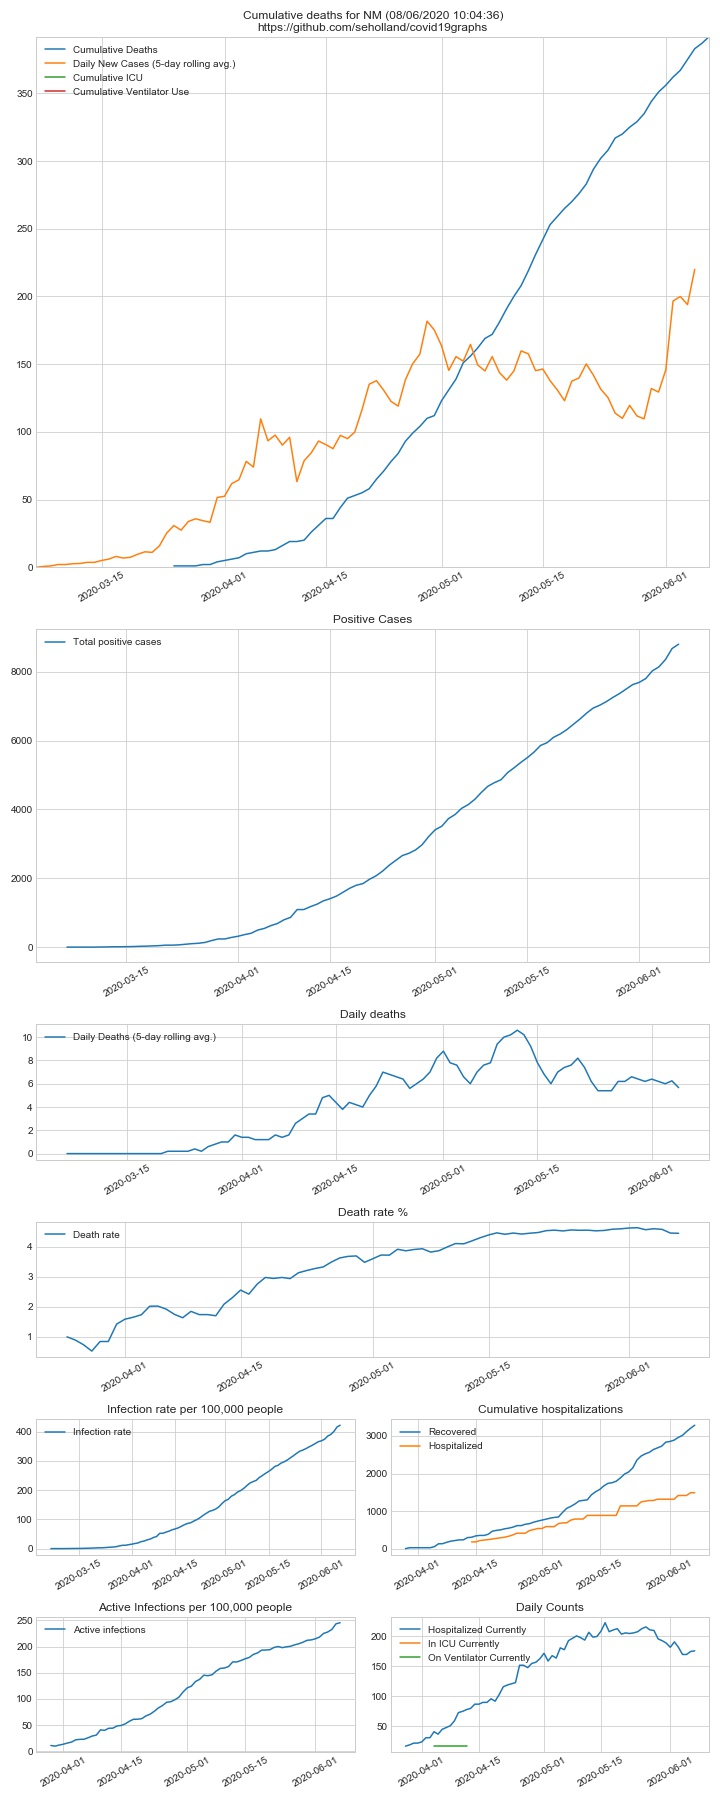 Cumulative deaths for NM (08/06/2020 10:04:36)
https://github.com/seholland/covid19graphs
Cumulative Deaths
Daily New Cases (5-day rolling avg.)
Cumulative ICU
Cumulative Ventilator Use
350
300
250
200
150
100
50
0
2020-03-15 2020-04-01 2020-04-15 2020-05-01 2020-05-15 2020-06-01
Positive Cases
Total positive cases
8000
6000
4000
2000
0
2020-03-15 2020-04-01 2020-04-15 2020-05-01 2020-05-15 2020-06-01
Daily deaths
Daily Deaths (5-day rolling avg.)
10
8
6
4
2
0
2020-03-15 2020-04-01 2020-04-15 2020-05-01 2020-05-15 2020-06-01
Death rate %
Death rate
4
3
2
1
2020-04-01 2020-04-15 2020-05-01 2020-05-15 2020-06-01
Infection rate per 100,000 people
Infection rate
400
300
200
100
0
2020-03-15 2020-04-01 2020-04-15 2020-05-01 2020-05-15 2020-06-01
Cumulative hospitalizations
Recovered
Hospitalized
3000
2000
1000
0
2020-04-01 2020-04-15 2020-05-01 2020-05-15 2020-06-01
Active Infections per 100,000 people
Active infections
250
200
150
100
50
0
2020-04-01 2020-04-15 2020-05-01 2020-05-15 2020-06-01
Daily Counts
Hospitalized Currently
In ICU Currently
On Ventilator Currently
200
150
100
50
2020-04-01 2020-04-15 2020-05-01 2020-05-15 2020-06-01